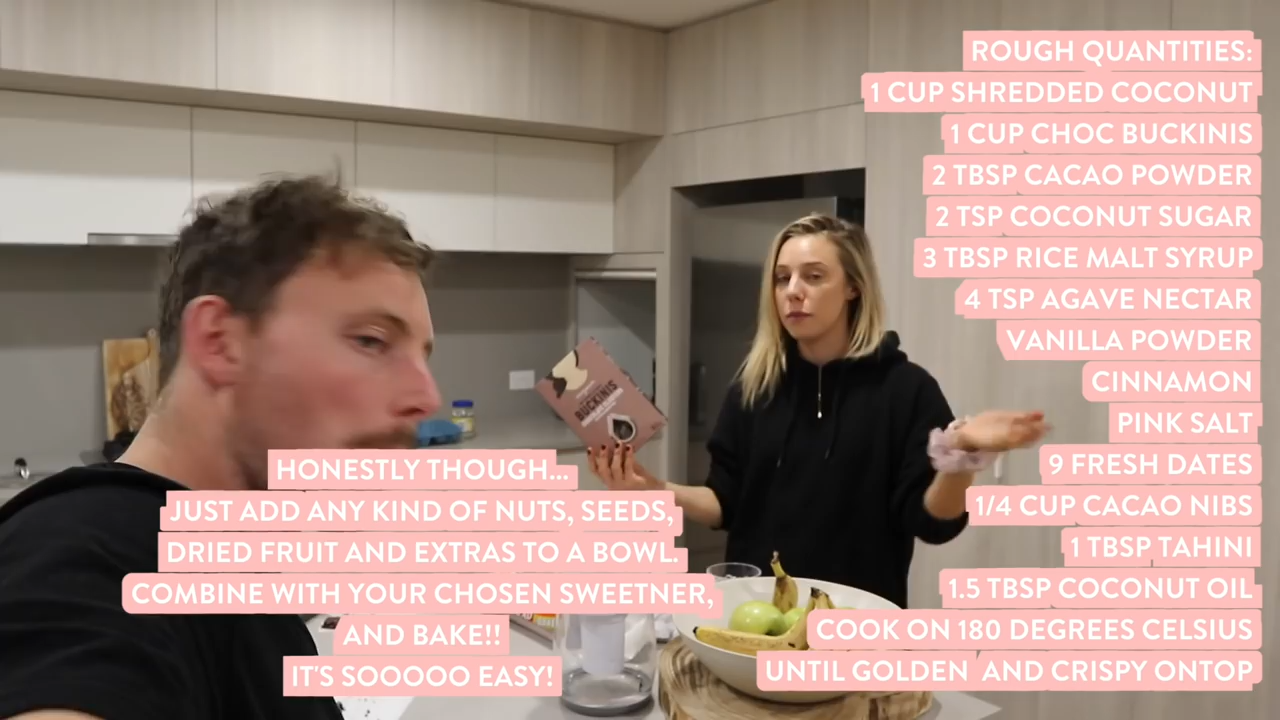 ROUGH QUANTITIES:
1 CUP SHREDDED COCONUT
1 CUP CHOC BUCKINIS
2 TBSP CACAO POWDER
2 TSP COCONUT SUGAR
3 TBSP RICE MALT SYRUP
4 TSP AGAVE NECTAR
VANILLA POWDER
CINNAMON
PINK SALT
9 FRESH DATES
1/4 CUP CACAO NIBS
1 TBSP TAHINI
1.5 TBSP COCONUT OIL
COOK ON 180 DEGREES CELSIUS
UNTIL GOLDEN AND CRISPY ONTOP
HONESTLY THOUGH...
JUST ADD ANY KIND OF NUTS, SEEDS,
DRIED FRUIT AND EXTRAS TO A BOWL.
COMBINE WITH YOUR CHOSEN SWEETNER,
AND BAKE!!
IT'S SOOOOO EASY!
BUCKINIS